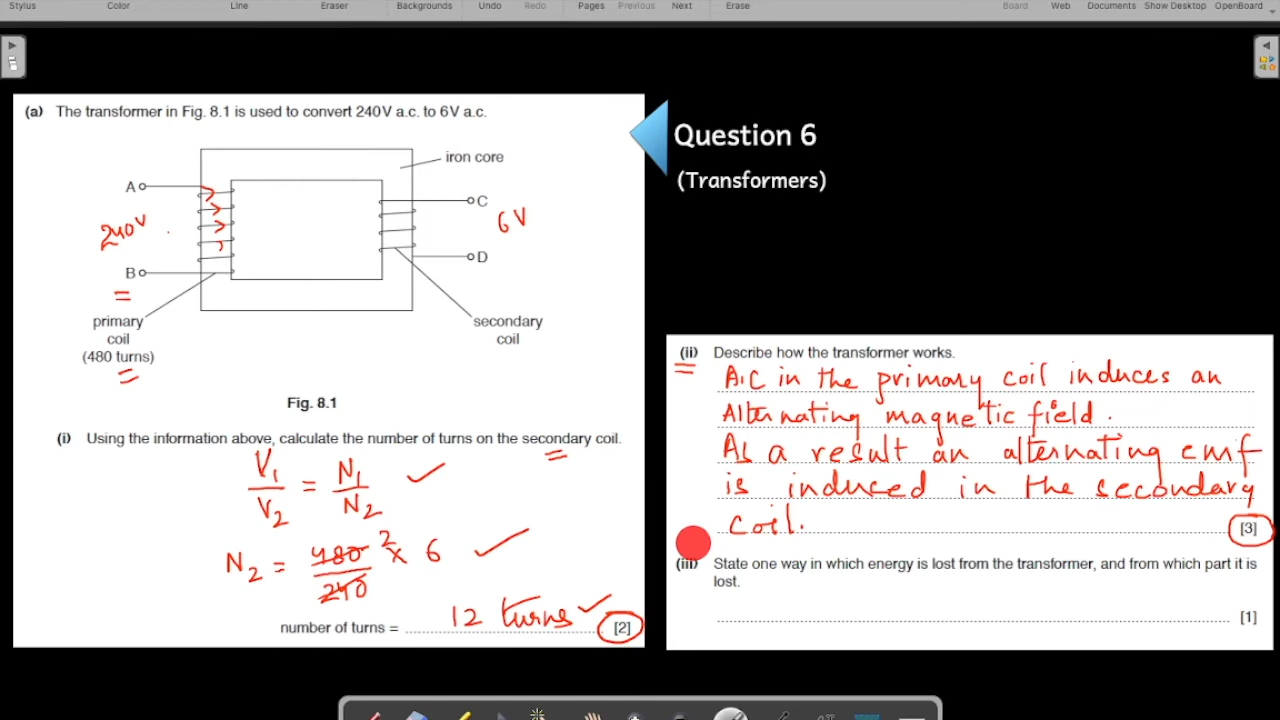 Stylus Color Line Eraser Backgrounds Undo Redo Pages Previous Next Erase Board Web Documents Show Desktop OpenBoard
(a) The transformer in Fig. 8.1 is used to convert 240V a.c. to 6V a.c.
iron core
A
C
240V
6V
B
D
primary
coil
(480 turns)
secondary
coil
Fig. 8.1
(i) Using the information above, calculate the number of turns on the secondary coil.
V1/V2 = N1/N2 ✓
N2 = 480/240 2 × 6 ✓
12 turns ✓
number of turns = [2]
Question 6
(Transformers)
(ii) Describe how the transformer works.
A.C in the primary coil induces an
Alternating magnetic field.
As a result an alternating emf
is induced in the secondary
coil.
[3]
(iii) State one way in which energy is lost from the transformer, and from which part it is
lost.
[1]